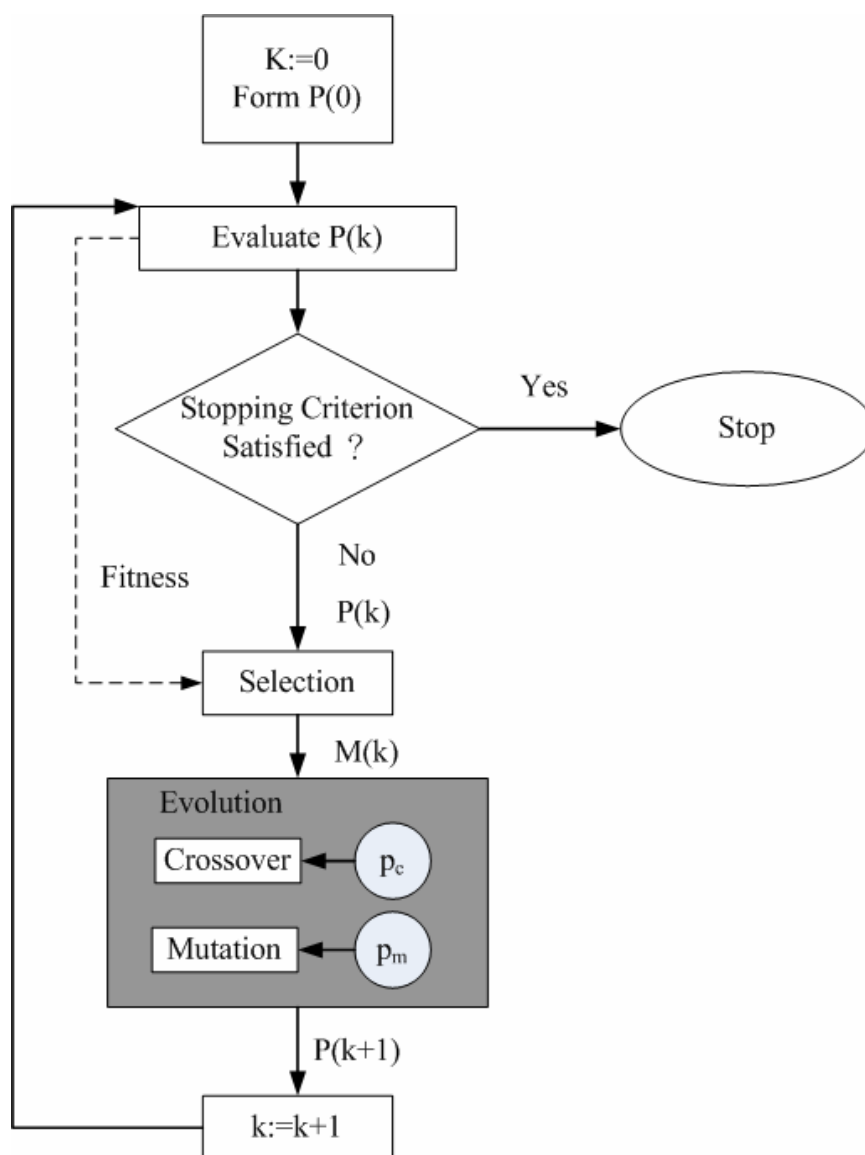 K:=0
Form P(0)
Evaluate P(k)
Stopping Criterion
Satisfied ?
Yes
Stop
No
Fitness
P(k)
Selection
M(k)
Evolution
Crossover
pc
Mutation
pm
P(k+1)
k:=k+1